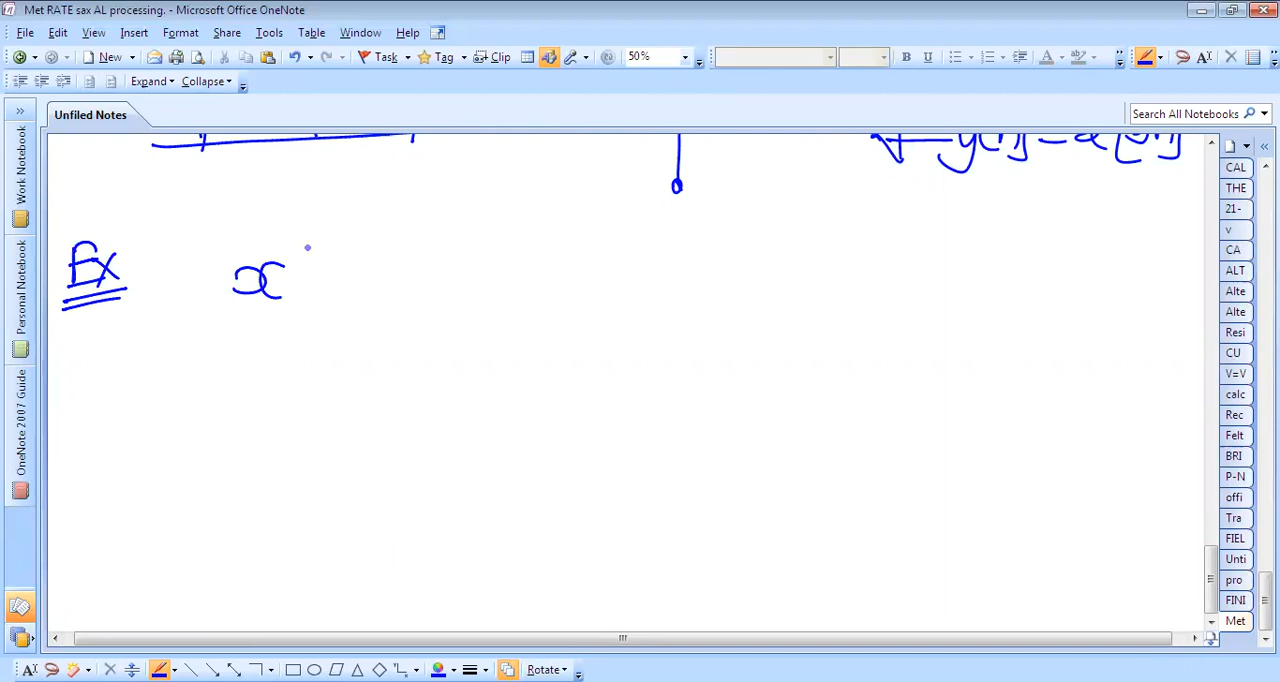 Met RATE sax AL processing. - Microsoft Office OneNote
File Edit View Insert Format Share Tools Table Window Help
New Task Tag Clip 50% B U A ab A I
Expand Collapse
Unfiled Notes
Search All Notebooks
Work Notebook
Personal Notebook
OneNote 2007 Guide
y[n] = x[3n]
Ex x
CAL
THE
21-
v
CA
ALT
Alte
Alte
Resi
CU
V=V
calc
Rec
Felt
BRI
P-N
offi
Tra
FIEL
Unti
pro
FINI
Met
A I Rotate